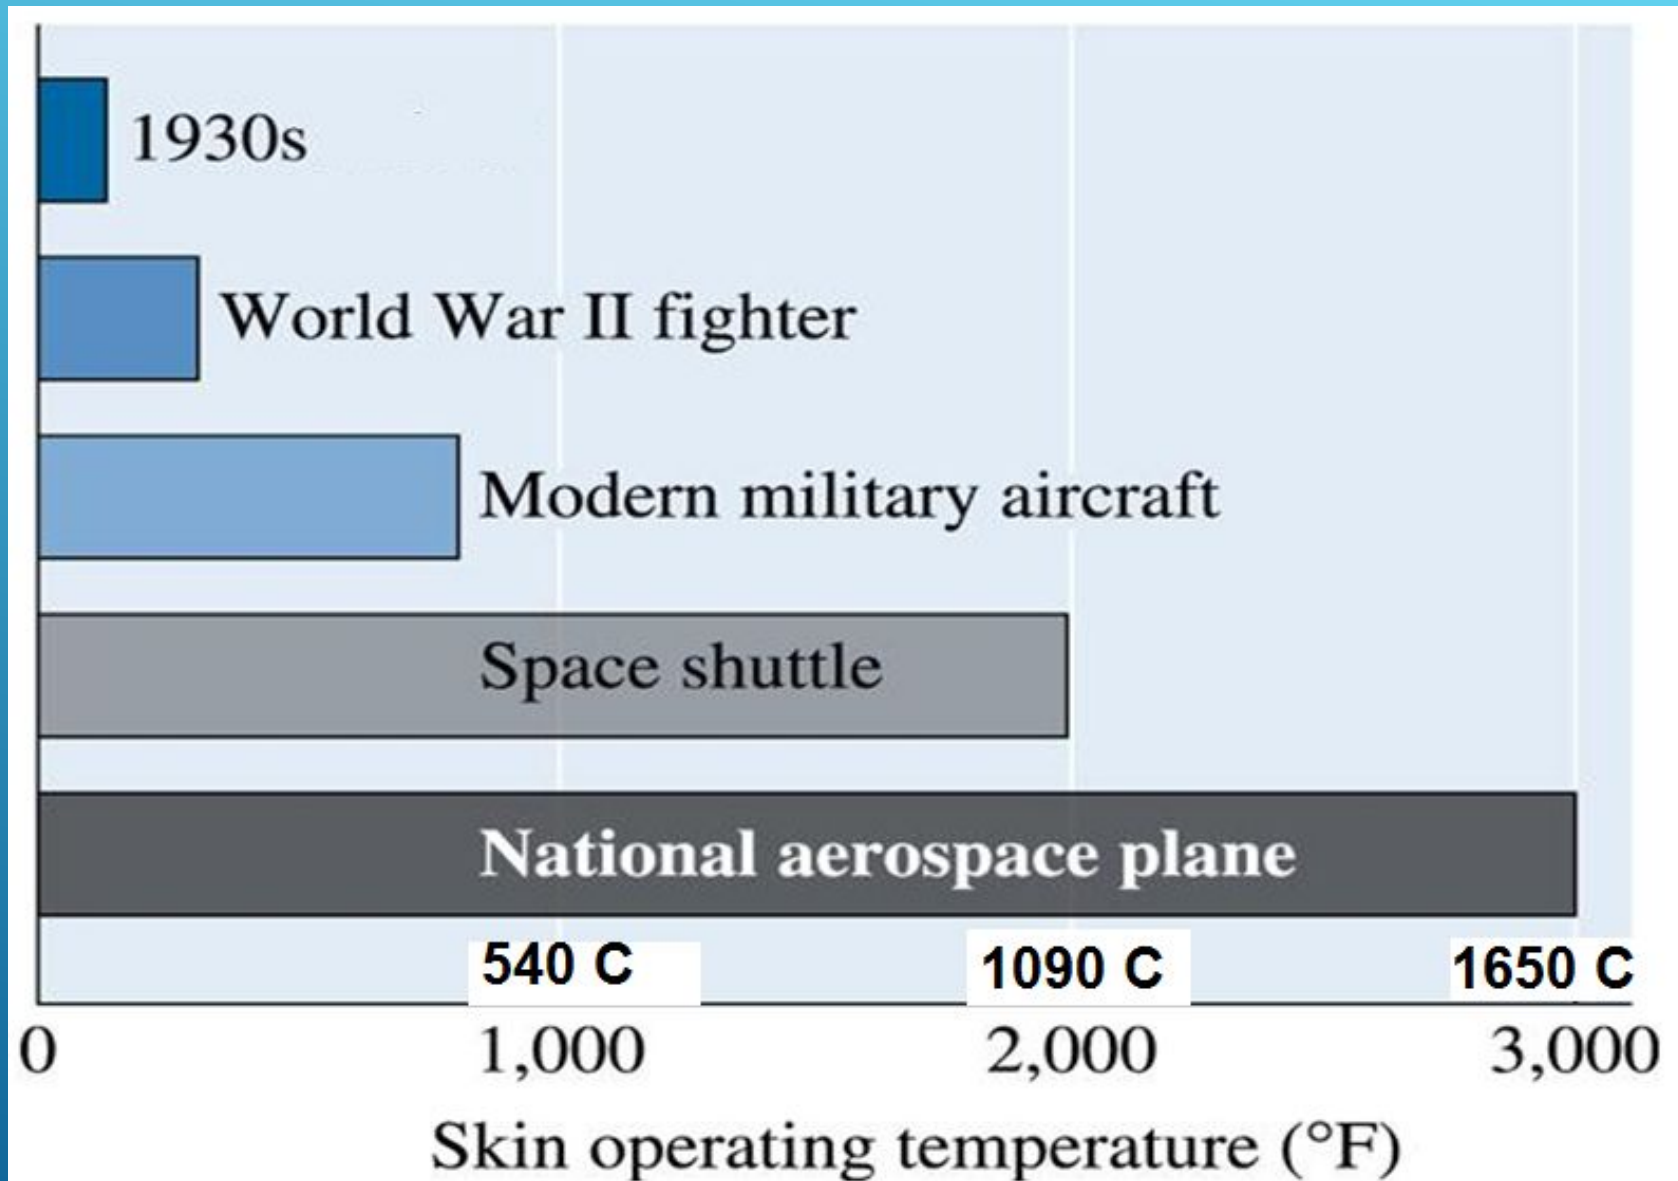 1930s
World War II fighter
Modern military aircraft
Space shuttle
National aerospace plane
540 C 1090 C 1650 C
0 1,000 2,000 3,000
Skin operating temperature (°F)